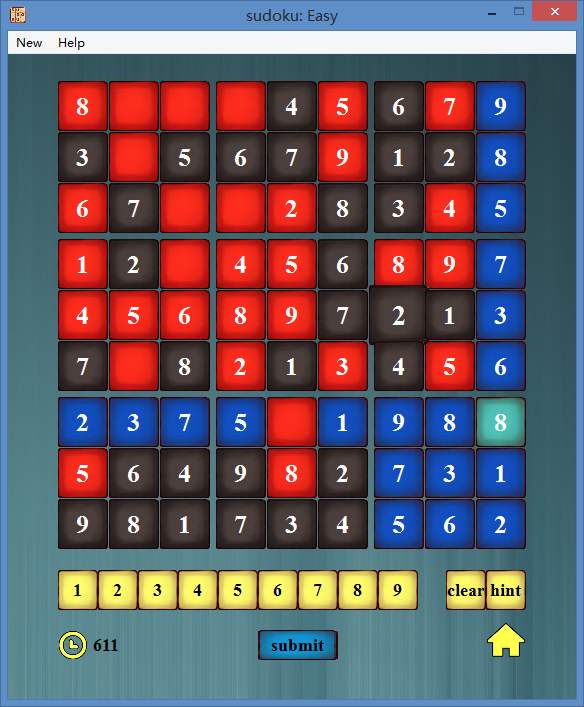 sudoku: Easy
New Help
8 4 5 6 7 9
3 5 6 7 9 1 2 8
6 7 2 8 3 4 5
1 2 4 5 6 8 9 7
4 5 6 8 9 7 2 1 3
7 8 2 1 3 4 5 6
2 3 7 5 1 9 8 8
5 6 4 9 8 2 7 3 1
9 8 1 7 3 4 5 6 2
1 2 3 4 5 6 7 8 9 clear hint
611 submit